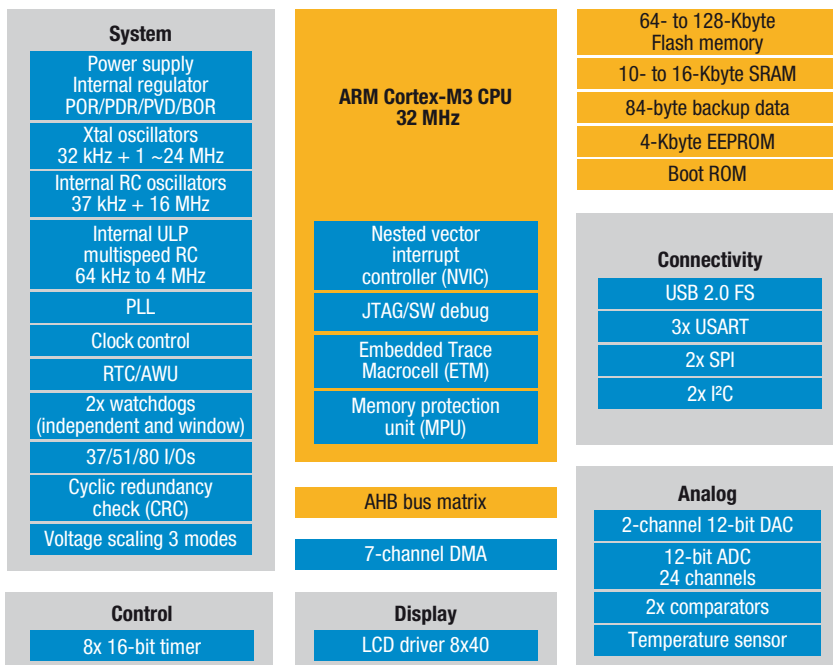 System
Power supply
Internal regulator
POR/PDR/PVD/BOR
Xtal oscillators
32 kHz + 1 ~24 MHz
Internal RC oscillators
37 kHz + 16 MHz
Internal ULP
multispeed RC
64 kHz to 4 MHz
PLL
Clock control
RTC/AWU
2x watchdogs
(independent and window)
37/51/80 I/Os
Cyclic redundancy
check (CRC)
Voltage scaling 3 modes
Control
8x 16-bit timer
ARM Cortex-M3 CPU
32 MHz
Nested vector
interrupt
controller (NVIC)
JTAG/SW debug
Embedded Trace
Macrocell (ETM)
Memory protection
unit (MPU)
AHB bus matrix
7-channel DMA
Display
LCD driver 8x40
64- to 128-Kbyte
Flash memory
10- to 16-Kbyte SRAM
84-byte backup data
4-Kbyte EEPROM
Boot ROM
Connectivity
USB 2.0 FS
3x USART
2x SPI
2x I²C
Analog
2-channel 12-bit DAC
12-bit ADC
24 channels
2x comparators
Temperature sensor